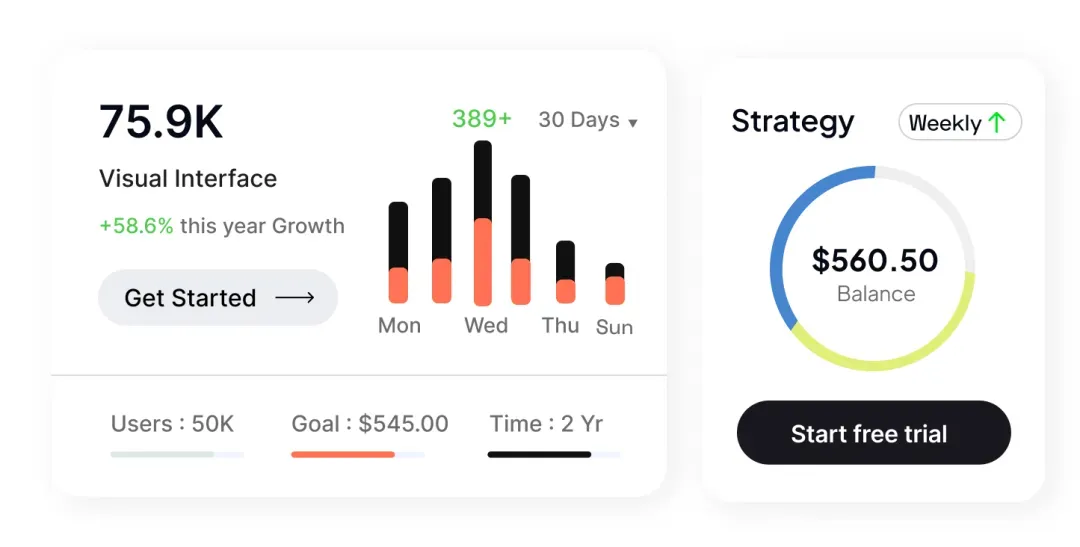 75.9K
Visual Interface
+58.6% this year Growth
Get Started
389+ 30 Days
Mon Wed Thu Sun
Users : 50K Goal : $545.00 Time : 2 Yr
Strategy Weekly
$560.50
Balance
Start free trial